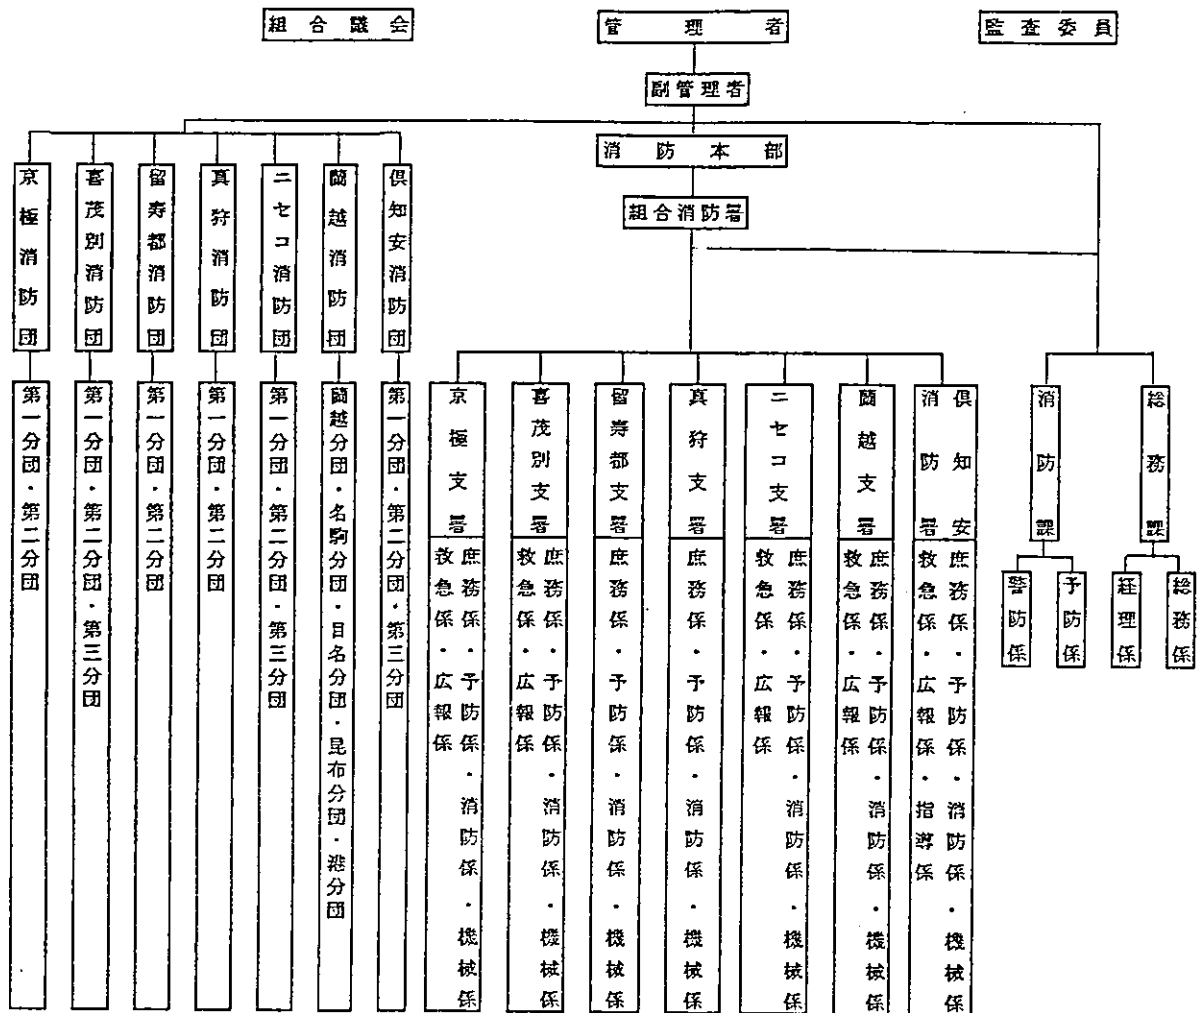 組合議会
管理者
監査委員
副管理者
消防本部
組合消防署
倶知安消防団
蘭越消防団
ニセコ消防団
真狩消防団
留寿都消防団
喜茂別消防団
京極消防団
第一分団・第二分団・第三分団
蘭越分団・名駒分団・目名分団・昆布分団・港分団
第一分団・第二分団・第三分団
第一分団・第二分団
第一分団・第二分団
第一分団・第二分団・第三分団
第一分団・第二分団
総務課
消防課
総務係
経理係
予防係
警防係
倶知安
消防署
庶務係・予防係・消防係・機械係
救急係・広報係・指導係
蘭越支署
庶務係・予防係・消防係・機械係
救急係・広報係
ニセコ支署
庶務係・予防係・消防係・機械係
救急係・広報係
真狩支署
庶務係・予防係・消防係・機械係
留寿都支署
庶務係・予防係・消防係・機械係
喜茂別支署
庶務係・予防係・消防係・機械係
救急係・広報係
京極支署
庶務係・予防係・消防係・機械係
救急係・広報係